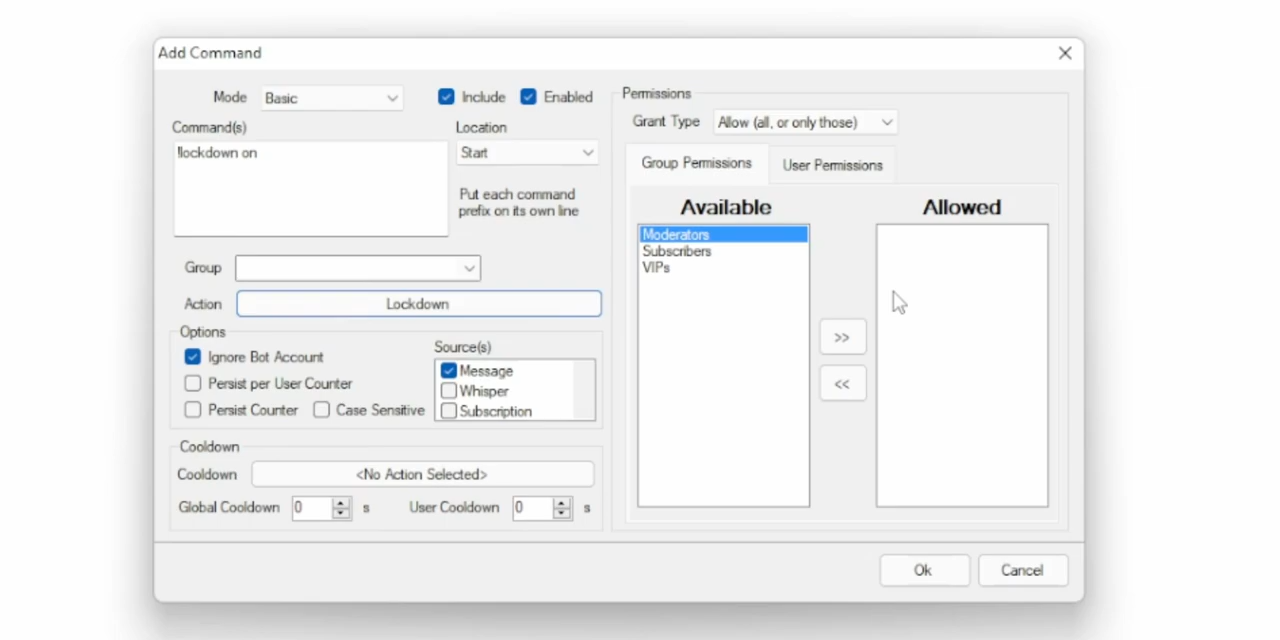 Add Command
Mode Basic Include Enabled
Command(s) Location
!lockdown on Start
Put each command
prefix on its own line
Group
Action Lockdown
Options
Ignore Bot Account
Persist per User Counter
Persist Counter Case Sensitive
Source(s)
Message
Whisper
Subscription
Cooldown
Cooldown <No Action Selected>
Global Cooldown 0 s User Cooldown 0 s
Permissions
Grant Type Allow (all, or only those)
Group Permissions User Permissions
Available Allowed
Moderators
Subscribers
VIPs
>>
<<
Ok Cancel